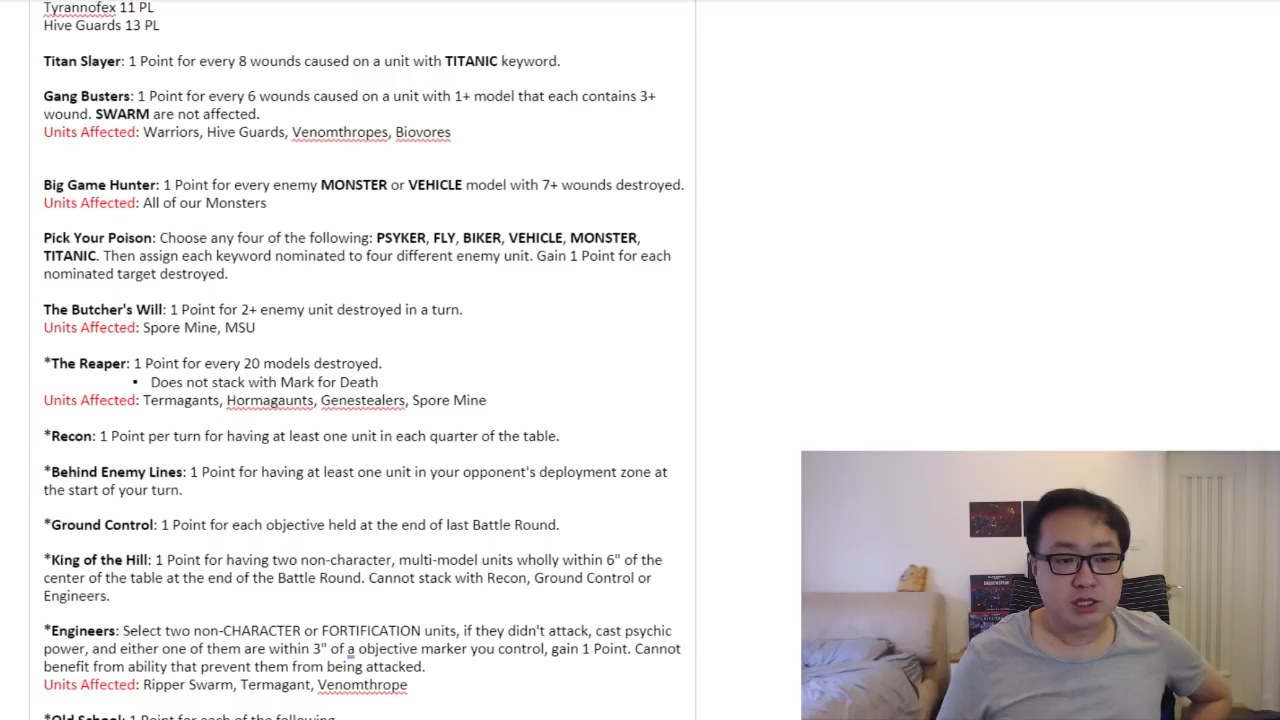 Tyrannofex 11 PL
Hive Guards 13 PL
Titan Slayer: 1 Point for every 8 wounds caused on a unit with TITANIC keyword.
Gang Busters: 1 Point for every 6 wounds caused on a unit with 1+ model that each contains 3+
wound. SWARM are not affected.
Units Affected: Warriors, Hive Guards, Venomthropes, Biovores
Big Game Hunter: 1 Point for every enemy MONSTER or VEHICLE model with 7+ wounds destroyed.
Units Affected: All of our Monsters
Pick Your Poison: Choose any four of the following: PSYKER, FLY, BIKER, VEHICLE, MONSTER,
TITANIC. Then assign each keyword nominated to four different enemy unit. Gain 1 Point for each
nominated target destroyed.
The Butcher's Will: 1 Point for 2+ enemy unit destroyed in a turn.
Units Affected: Spore Mine, MSU
*The Reaper: 1 Point for every 20 models destroyed.
▪ Does not stack with Mark for Death
Units Affected: Termagants, Hormagaunts, Genestealers, Spore Mine
*Recon: 1 Point per turn for having at least one unit in each quarter of the table.
*Behind Enemy Lines: 1 Point for having at least one unit in your opponent's deployment zone at
the start of your turn.
*Ground Control: 1 Point for each objective held at the end of last Battle Round.
*King of the Hill: 1 Point for having two non-character, multi-model units wholly within 6" of the
center of the table at the end of the Battle Round. Cannot stack with Recon, Ground Control or
Engineers.
*Engineers: Select two non-CHARACTER or FORTIFICATION units, if they didn't attack, cast psychic
power, and either one of them are within 3" of a objective marker you control, gain 1 Point. Cannot
benefit from ability that prevent them from being attacked.
Units Affected: Ripper Swarm, Termagant, Venomthrope
*Old School: 1 Point for each of the following